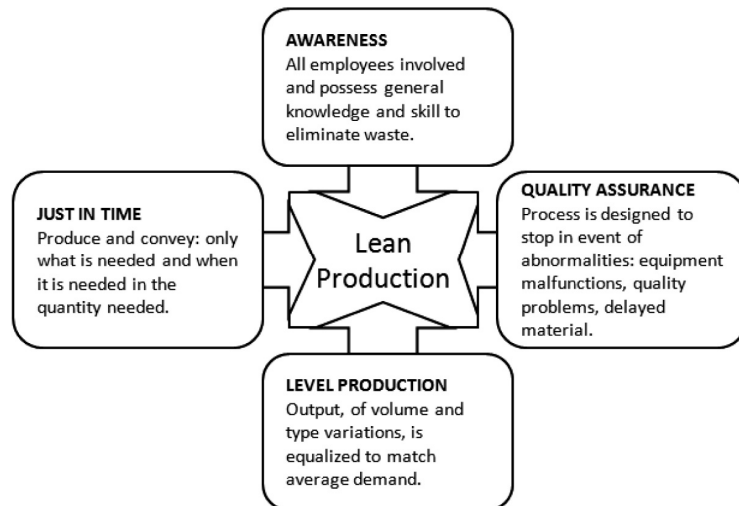 AWARENESS
All employees involved
and possess general
knowledge and skill to
eliminate waste.
JUST IN TIME
Produce and convey: only
what is needed and when
it is needed in the
quantity needed.
Lean
Production
QUALITY ASSURANCE
Process is designed to
stop in event of
abnormalities: equipment
malfunctions, quality
problems, delayed
material.
LEVEL PRODUCTION
Output, of volume and
type variations, is
equalized to match
average demand.